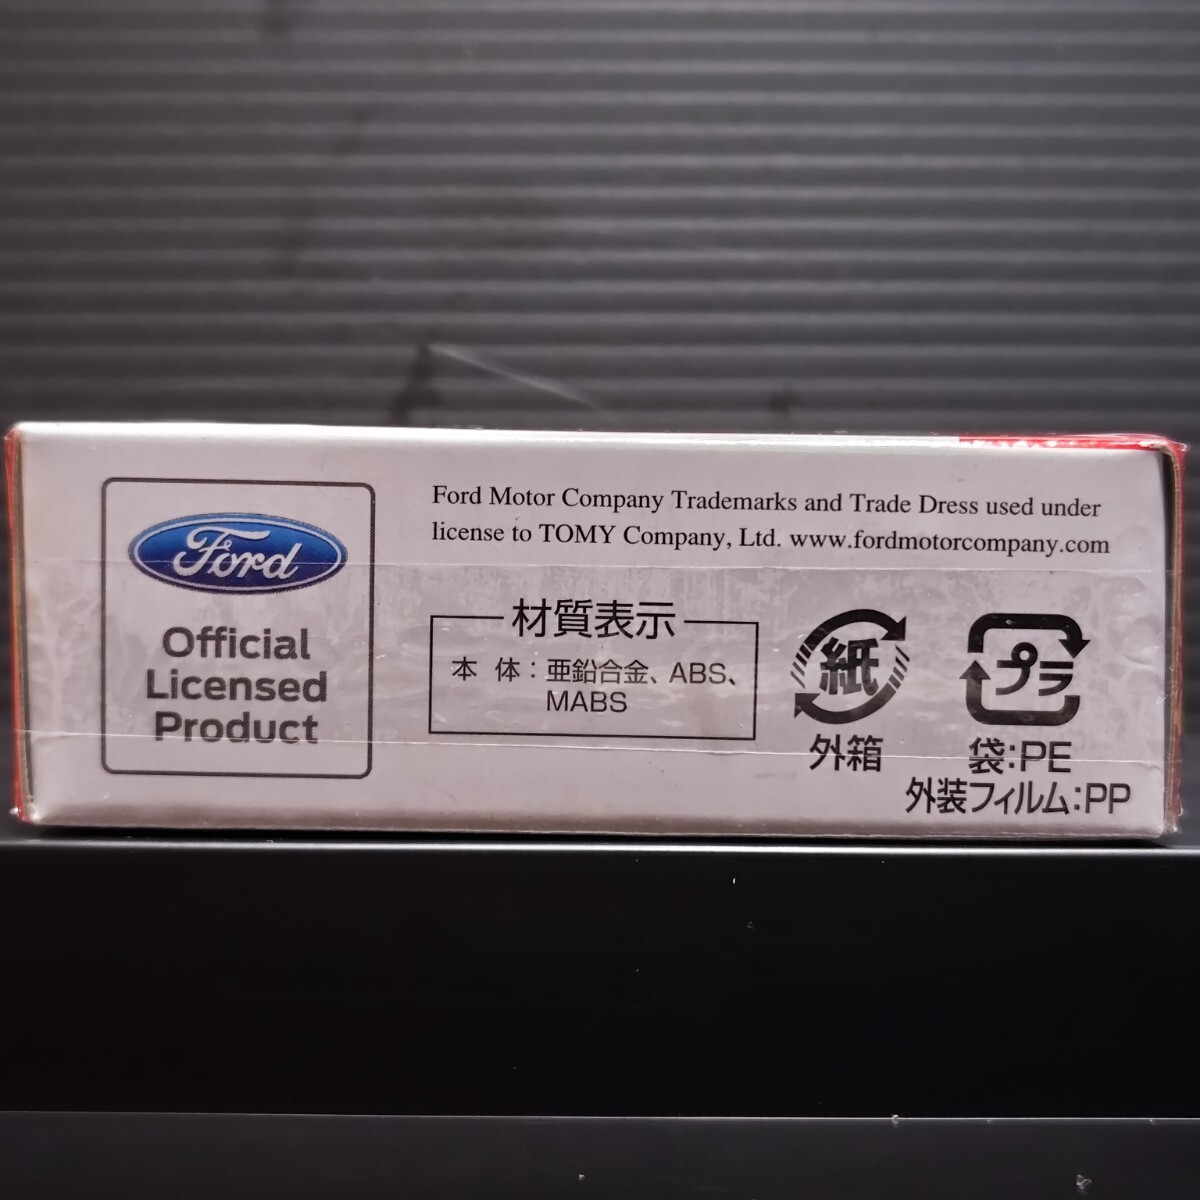 Ford
Official
Licensed
Product
Ford Motor Company Trademarks and Trade Dress used under
license to TOMY Company, Ltd. www.fordmotorcompany.com
材質表示
本 体：亜鉛合金、ABS、
MABS
紙
外箱
プラ
袋：PE
外装フィルム：PP